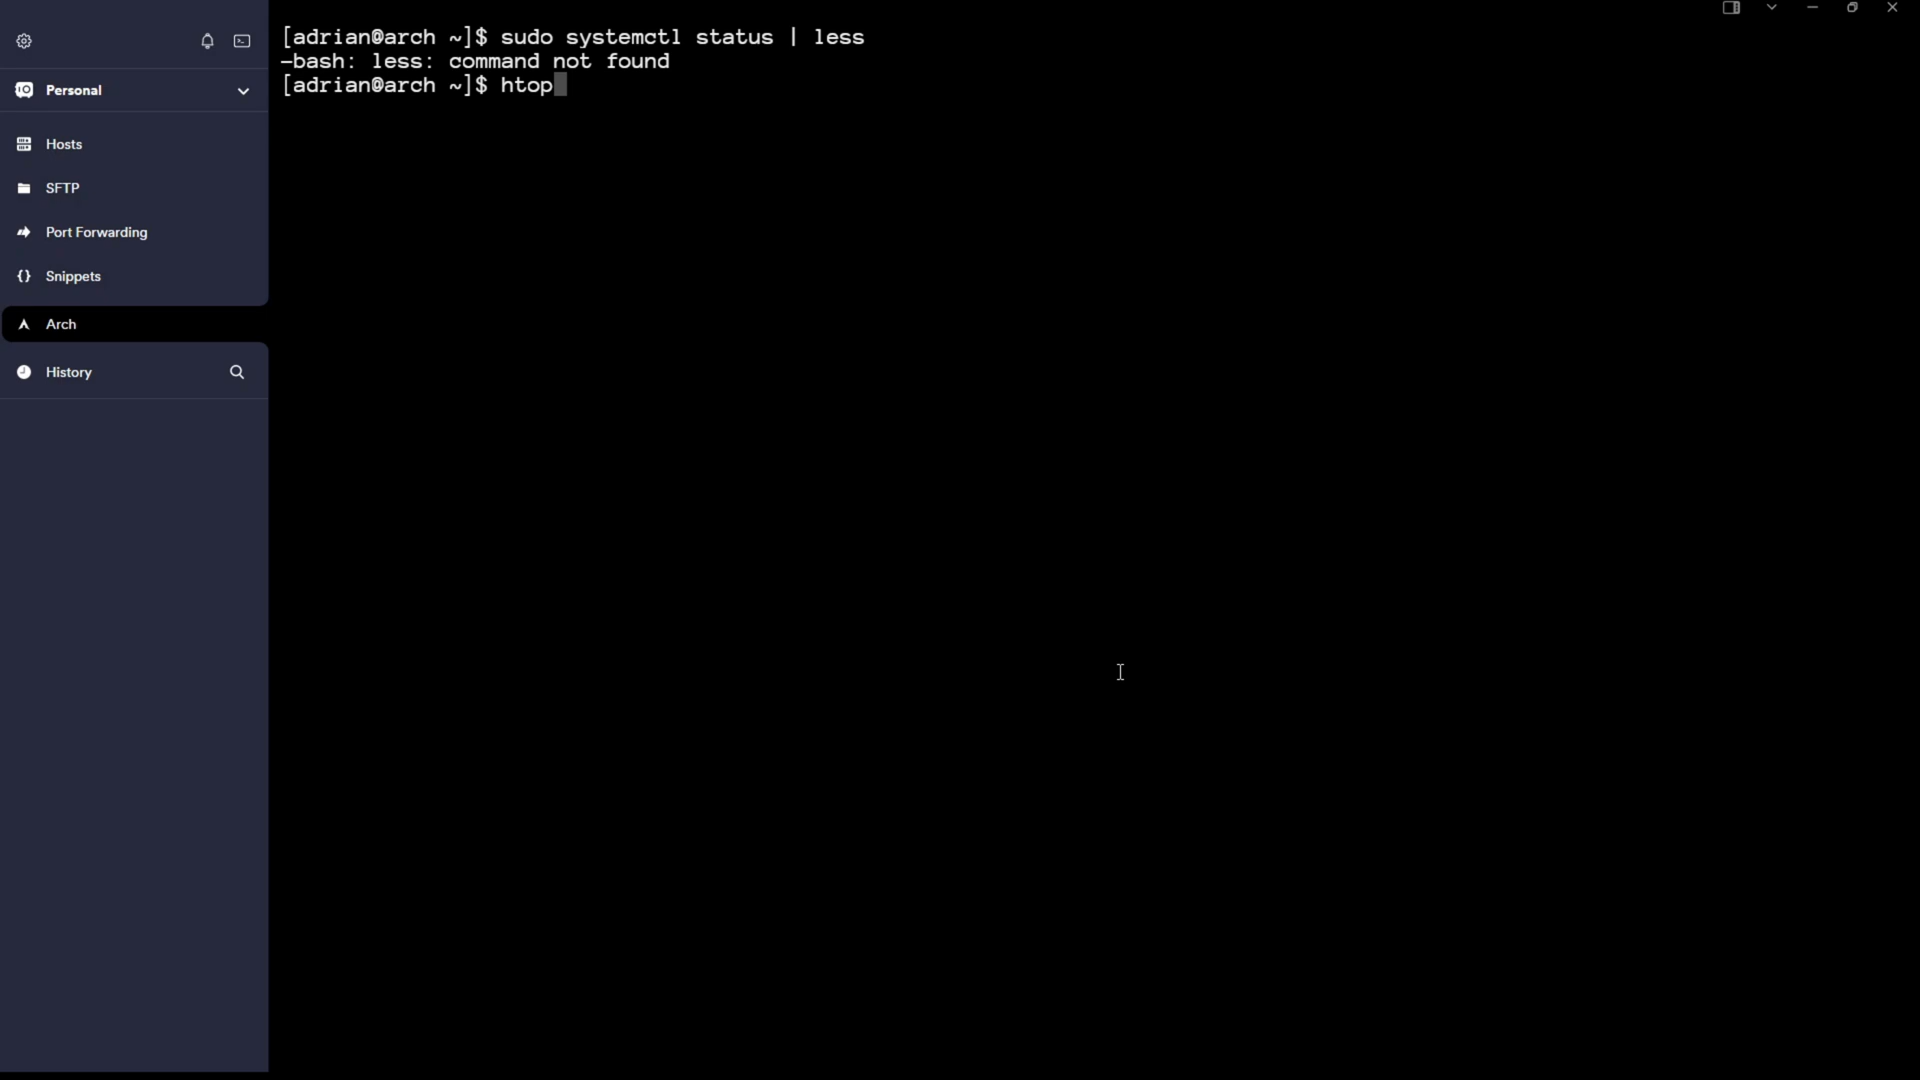 Personal
Hosts
SFTP
Port Forwarding
Snippets
Arch
History
[adrian@arch ~]$ sudo systemctl status | less
-bash: less: command not found
[adrian@arch ~]$ htop